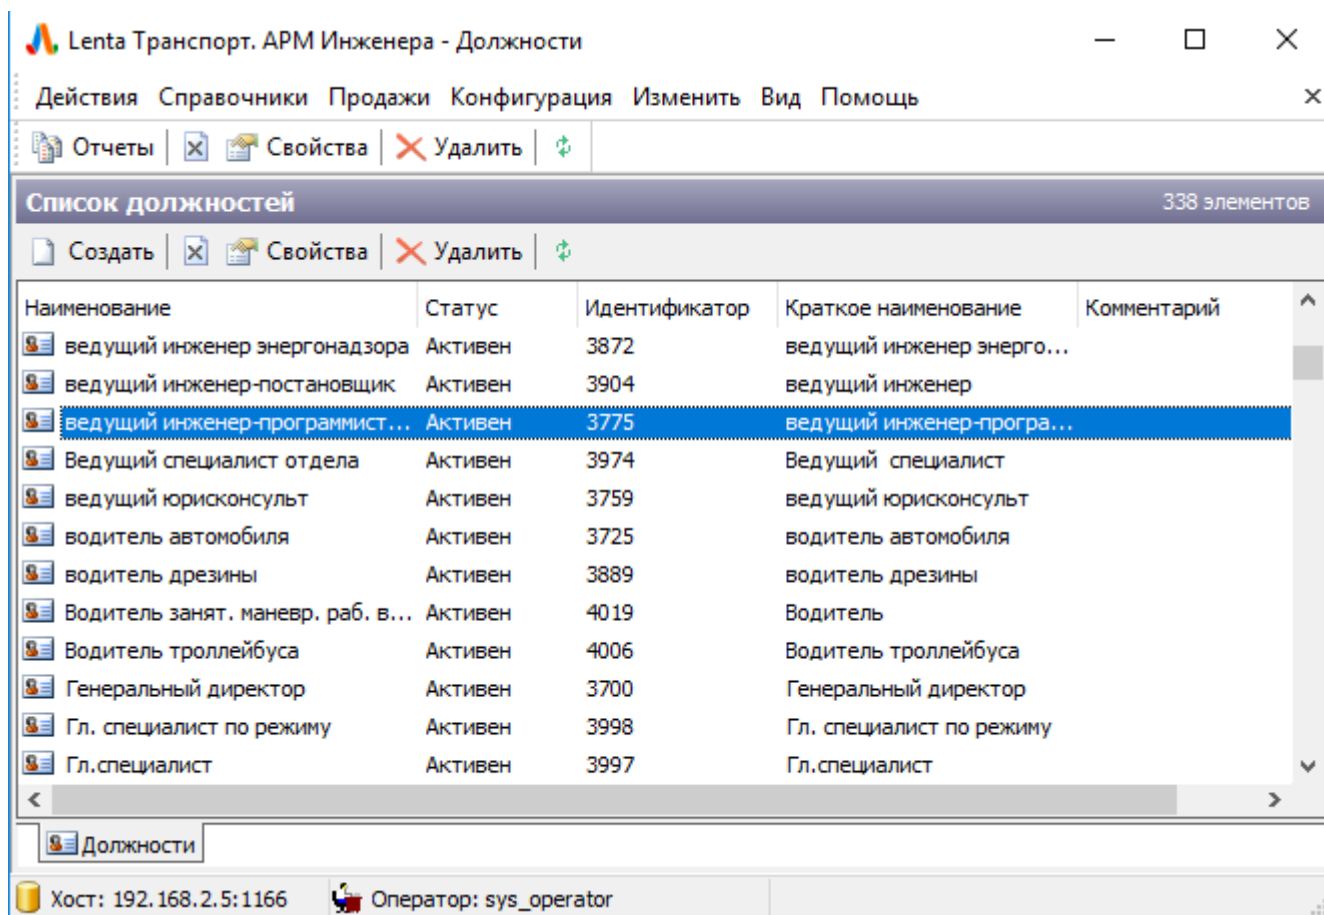 Lenta Транспорт. АРМ Инженера - Должности
Действия Справочники Продажи Конфигурация Изменить Вид Помощь
Отчеты Свойства Удалить
Список должностей 338 элементов
Создать Свойства Удалить
Наименование Статус Идентификатор Краткое наименование Комментарий
ведущий инженер энергонадзора Активен 3872 ведущий инженер энерго...
ведущий инженер-постановщик Активен 3904 ведущий инженер
ведущий инженер-программист... Активен 3775 ведущий инженер-програ...
Ведущий специалист отдела Активен 3974 Ведущий специалист
ведущий юрисконсульт Активен 3759 ведущий юрисконсульт
водитель автомобиля Активен 3725 водитель автомобиля
водитель дрезины Активен 3889 водитель дрезины
Водитель занят. маневр. раб. в... Активен 4019 Водитель
Водитель троллейбуса Активен 4006 Водитель троллейбуса
Генеральный директор Активен 3700 Генеральный директор
Гл. специалист по режиму Активен 3998 Гл. специалист по режиму
Гл.специалист Активен 3997 Гл.специалист
Должности
Хост: 192.168.2.5:1166 Оператор: sys_operator